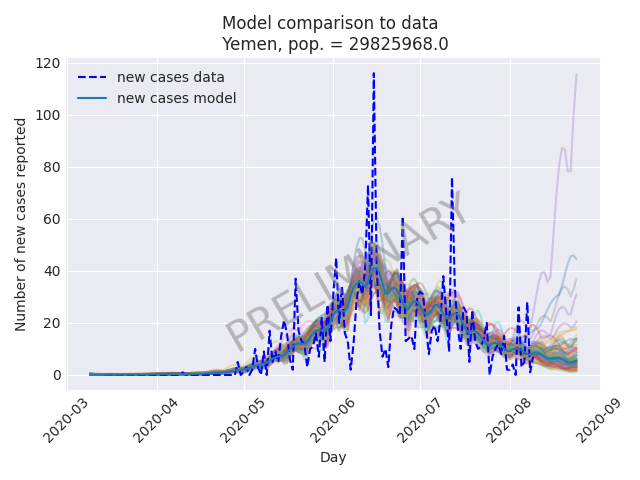 Model comparison to data
Yemen, pop. = 29825968.0
120
100
80
60
40
20
0
Number of new cases reported
new cases data
new cases model
PRELIMINARY
2020-03
2020-04
2020-05
2020-06
2020-07
2020-08
2020-09
Day